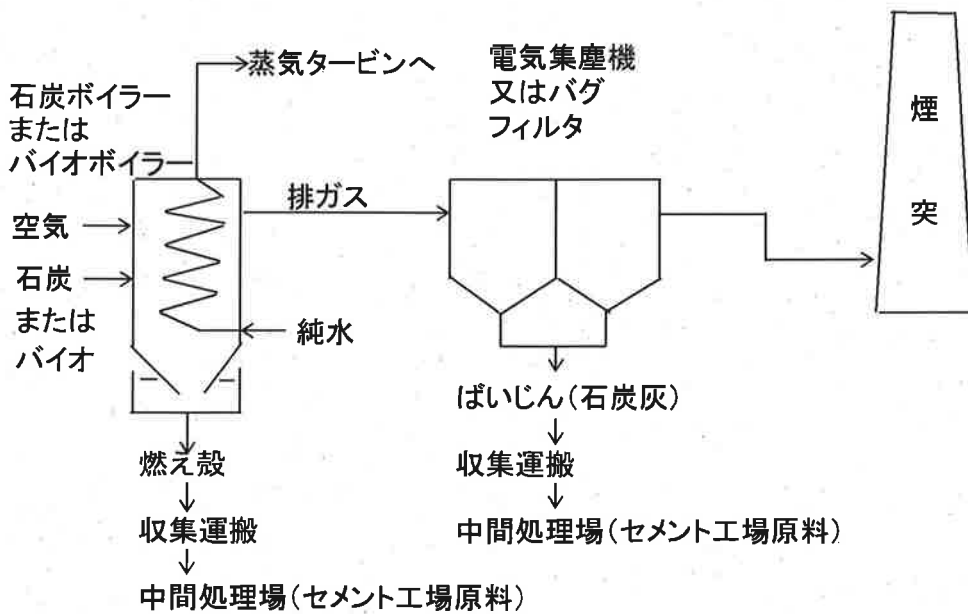 蒸気タービンへ
電気集塵機
又はバグ
フィルタ
石炭ボイラー
または
バイオボイラー
煙
突
排ガス
空気
石炭
または
バイオ
純水
ばいじん(石炭灰)
収集運搬
中間処理場(セメント工場原料)
燃え殻
収集運搬
中間処理場(セメント工場原料)